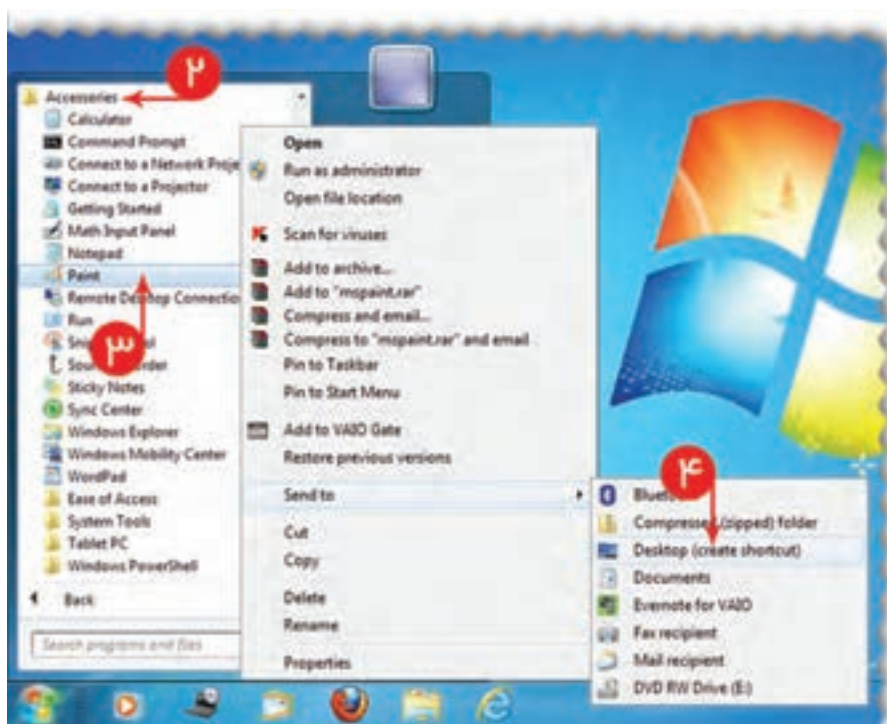 ۲
Accessories
Calculator
Command Prompt
Connect to a Network Proje
Connect to a Projector
Getting Started
Math Input Panel
Notepad
Paint
Remote Desktop Connectio
Run
۳
Sticky Notes
Sync Center
Windows Explorer
Windows Mobility Center
WordPad
Ease of Access
System Tools
Tablet PC
Windows PowerShell
Back
Search programs and files
Open
Run as administrator
Open file location
Scan for viruses
Add to archive...
Add to "mspaint.rar"
Compress and email...
Compress to "mspaint.rar" and email
Pin to Taskbar
Pin to Start Menu
Add to VAIO Gate
Restore previous versions
Send to
Cut
Copy
Delete
Rename
Properties
۴
Compressed (zipped) folder
Desktop (create shortcut)
Documents
Evernote for VAIO
Fax recipient
Mail recipient
DVD RW Drive (E:)